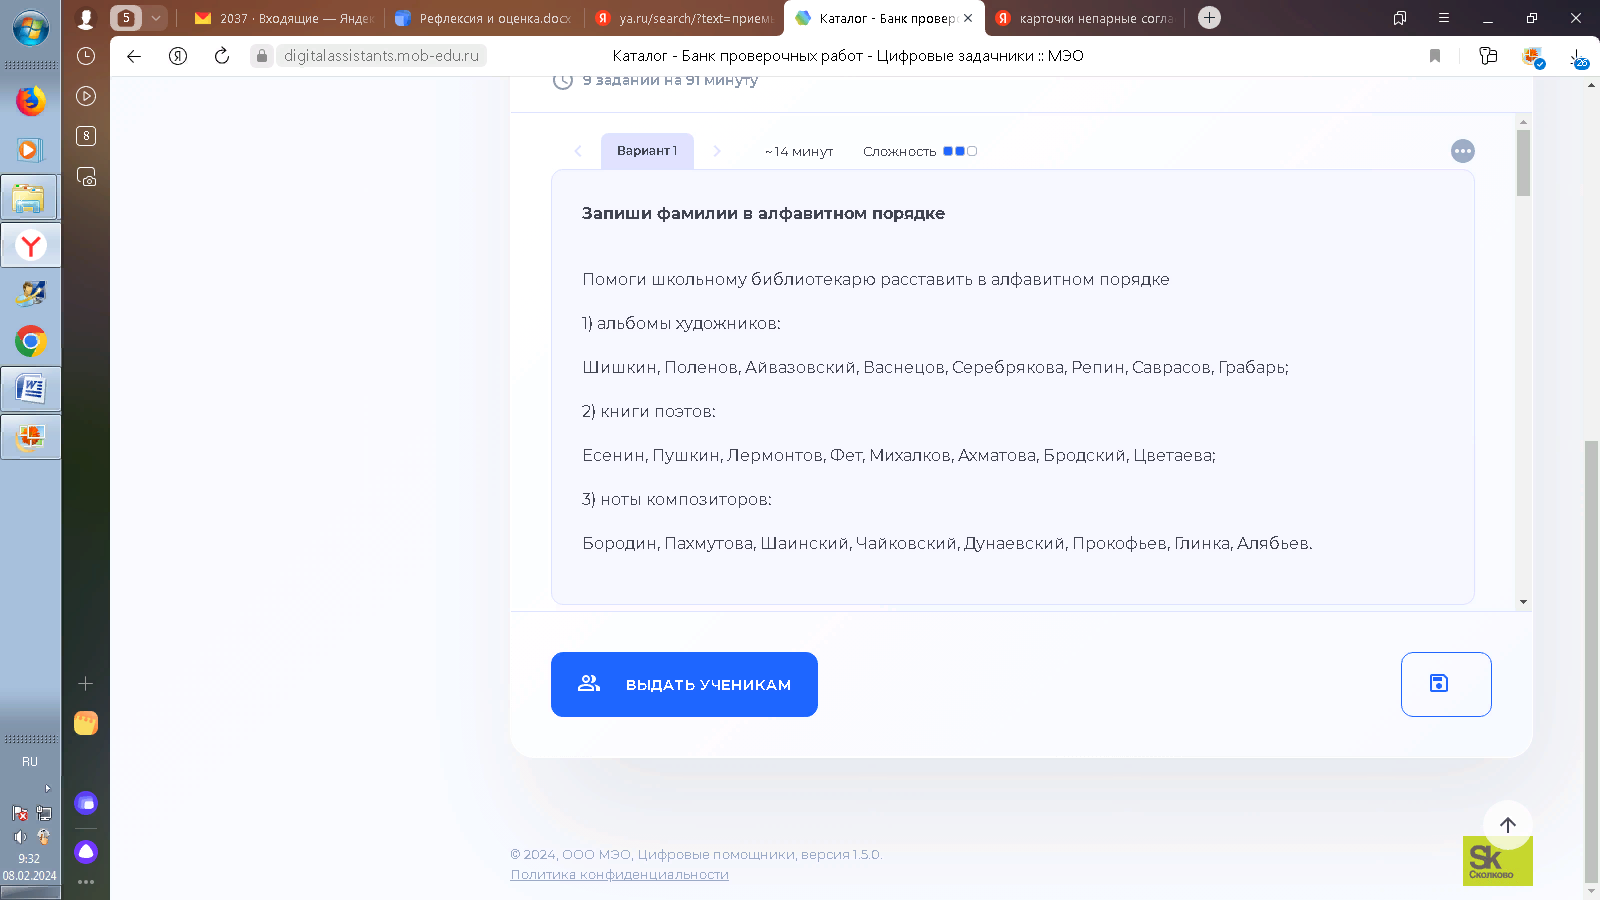 5
2037 · Входящие — Яндек
Рефлексия и оценка.docx
ya.ru/search/?text=приемы
Каталог - Банк проверо
карточки непарные согла
digitalassistants.mob-edu.ru
Каталог - Банк проверочных работ - Цифровые задачники :: МЭО
26
8
9 заданий на 91 минуту
Вариант 1
~ 14 минут
Сложность
Запиши фамилии в алфавитном порядке
Помоги школьному библиотекарю расставить в алфавитном порядке
1) альбомы художников:
Шишкин, Поленов, Айвазовский, Васнецов, Серебрякова, Репин, Саврасов, Грабарь;
2) книги поэтов:
Есенин, Пушкин, Лермонтов, Фет, Михалков, Ахматова, Бродский, Цветаева;
3) ноты композиторов:
Бородин, Пахмутова, Шаинский, Чайковский, Дунаевский, Прокофьев, Глинка, Алябьев.
ВЫДАТЬ УЧЕНИКАМ
RU
9:32
08.02.2024
© 2024, ООО МЭО, Цифровые помощники, версия 1.5.0.
Политика конфиденциальности
Sk
Сколково